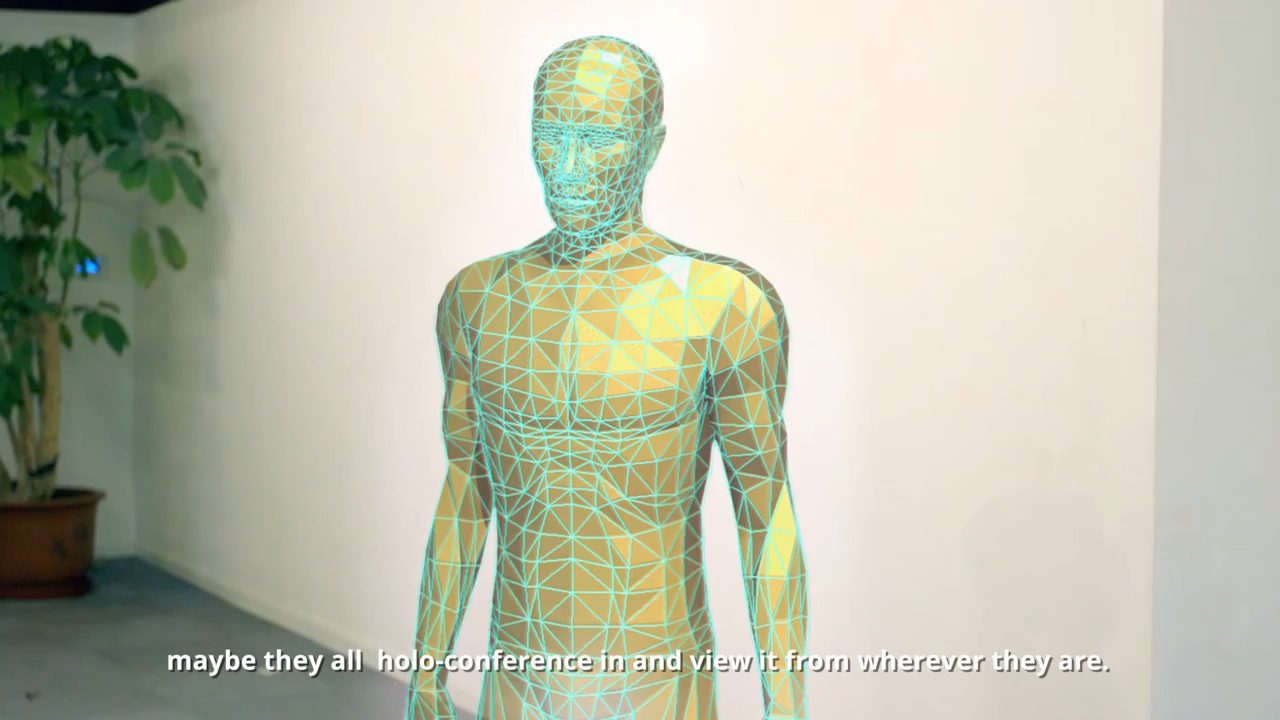 maybe they all  holo-conference in and view it from wherever they are.